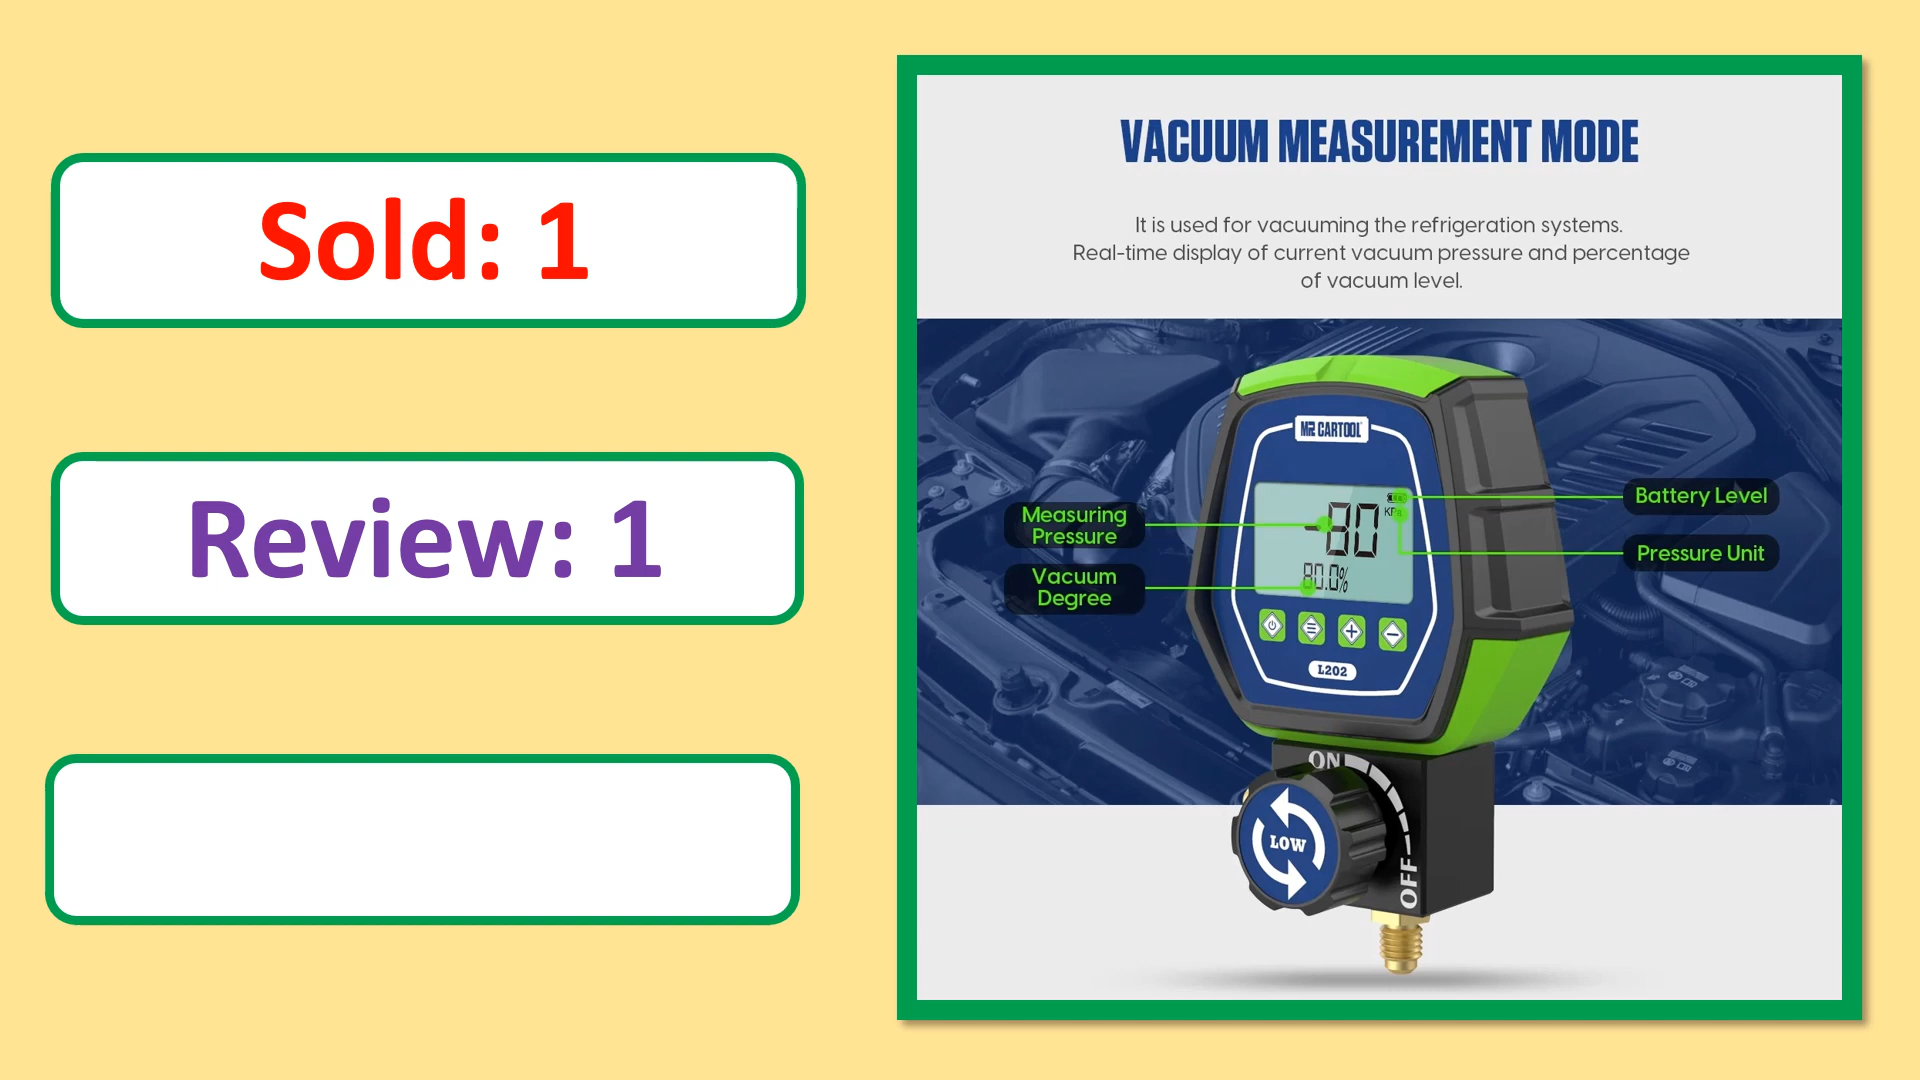 Sold: 1
Review: 1
VACUUM MEASUREMENT MODE
It is used for vacuuming the refrigeration systems.
Real-time display of current vacuum pressure and percentage
of vacuum level.
MR CARTOOL
Measuring
Pressure
Vacuum
Degree
-80
KPa
80.0%
Battery Level
Pressure Unit
L202
ON
LOW
OFF